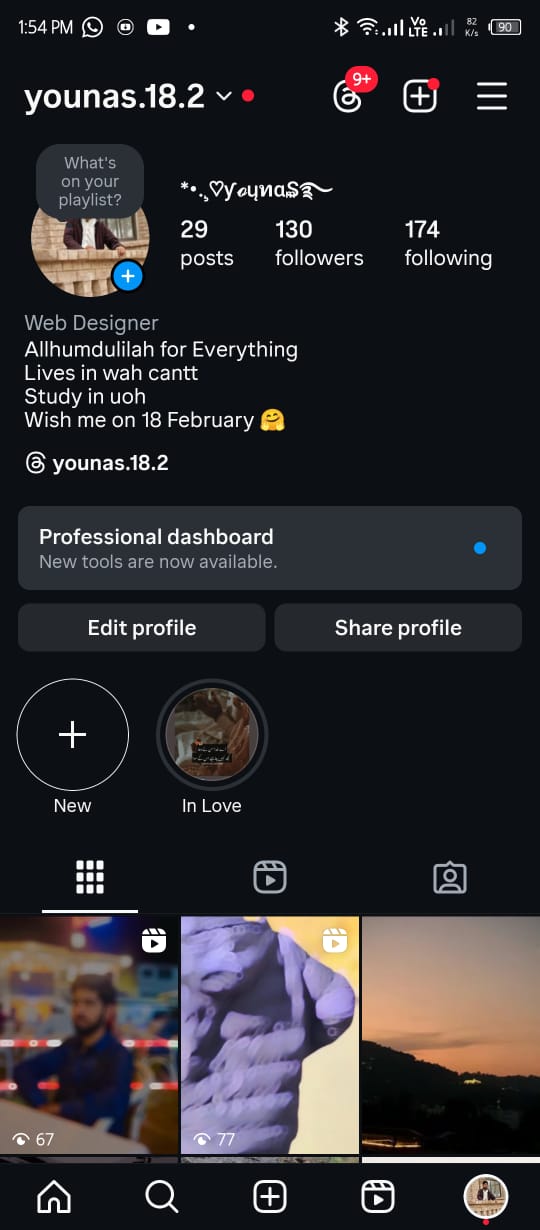 1:54 PM
Vo LTE
82 K/s
90
younas.18.2
9+
What's
on your
playlist?
29 posts
130 followers
174 following
Web Designer
Allhumdulilah for Everything
Lives in wah cantt
Study in uoh
Wish me on 18 February 🤗
younas.18.2
Professional dashboard
New tools are now available.
Edit profile
Share profile
New
In Love
67
77